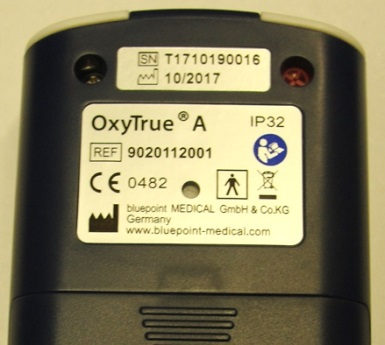 SN T1710190016
10/2017
OxyTrue® A IP32
REF 9020112001
CE 0482
bluepoint MEDICAL GmbH & Co.KG
Germany
www.bluepoint-medical.com